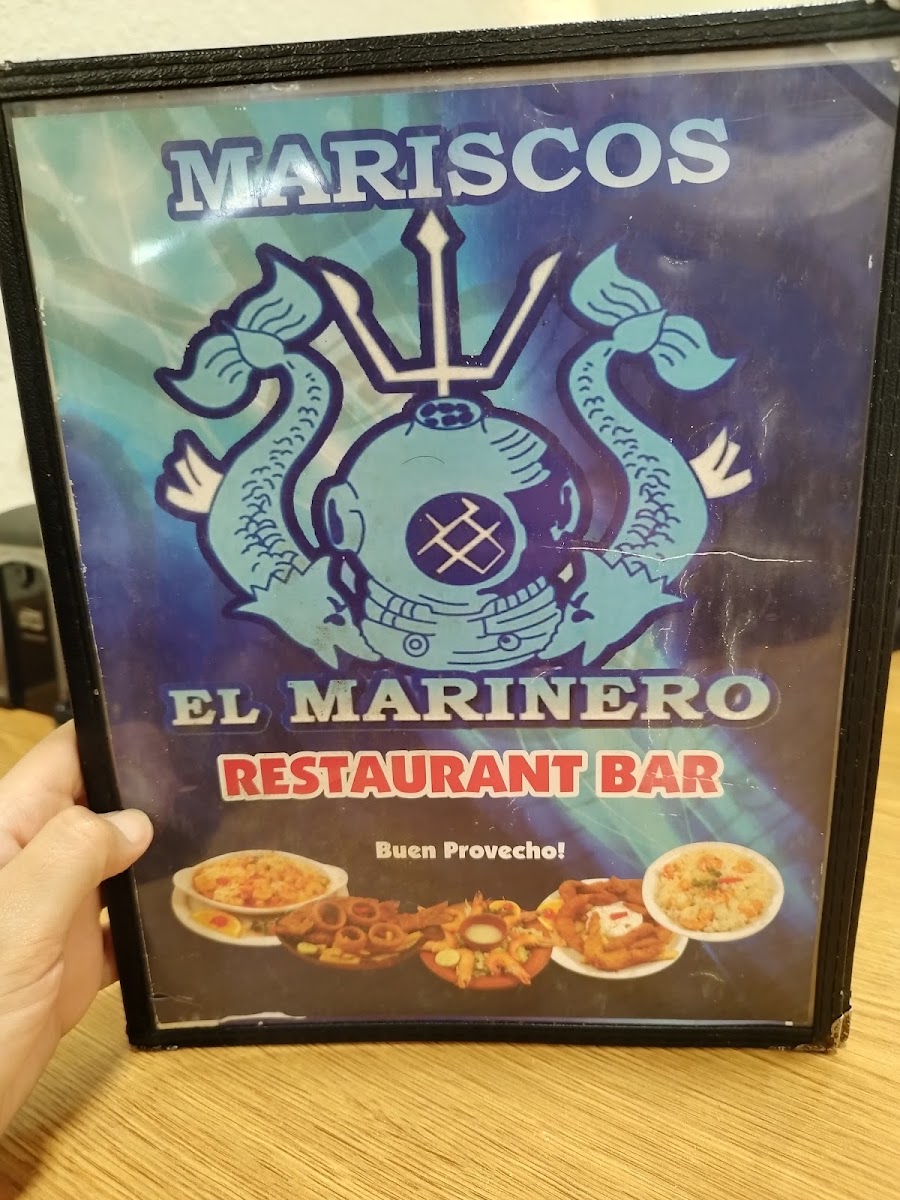 MARISCOS
EL MARINERO
RESTAURANT BAR
Buen Provecho!